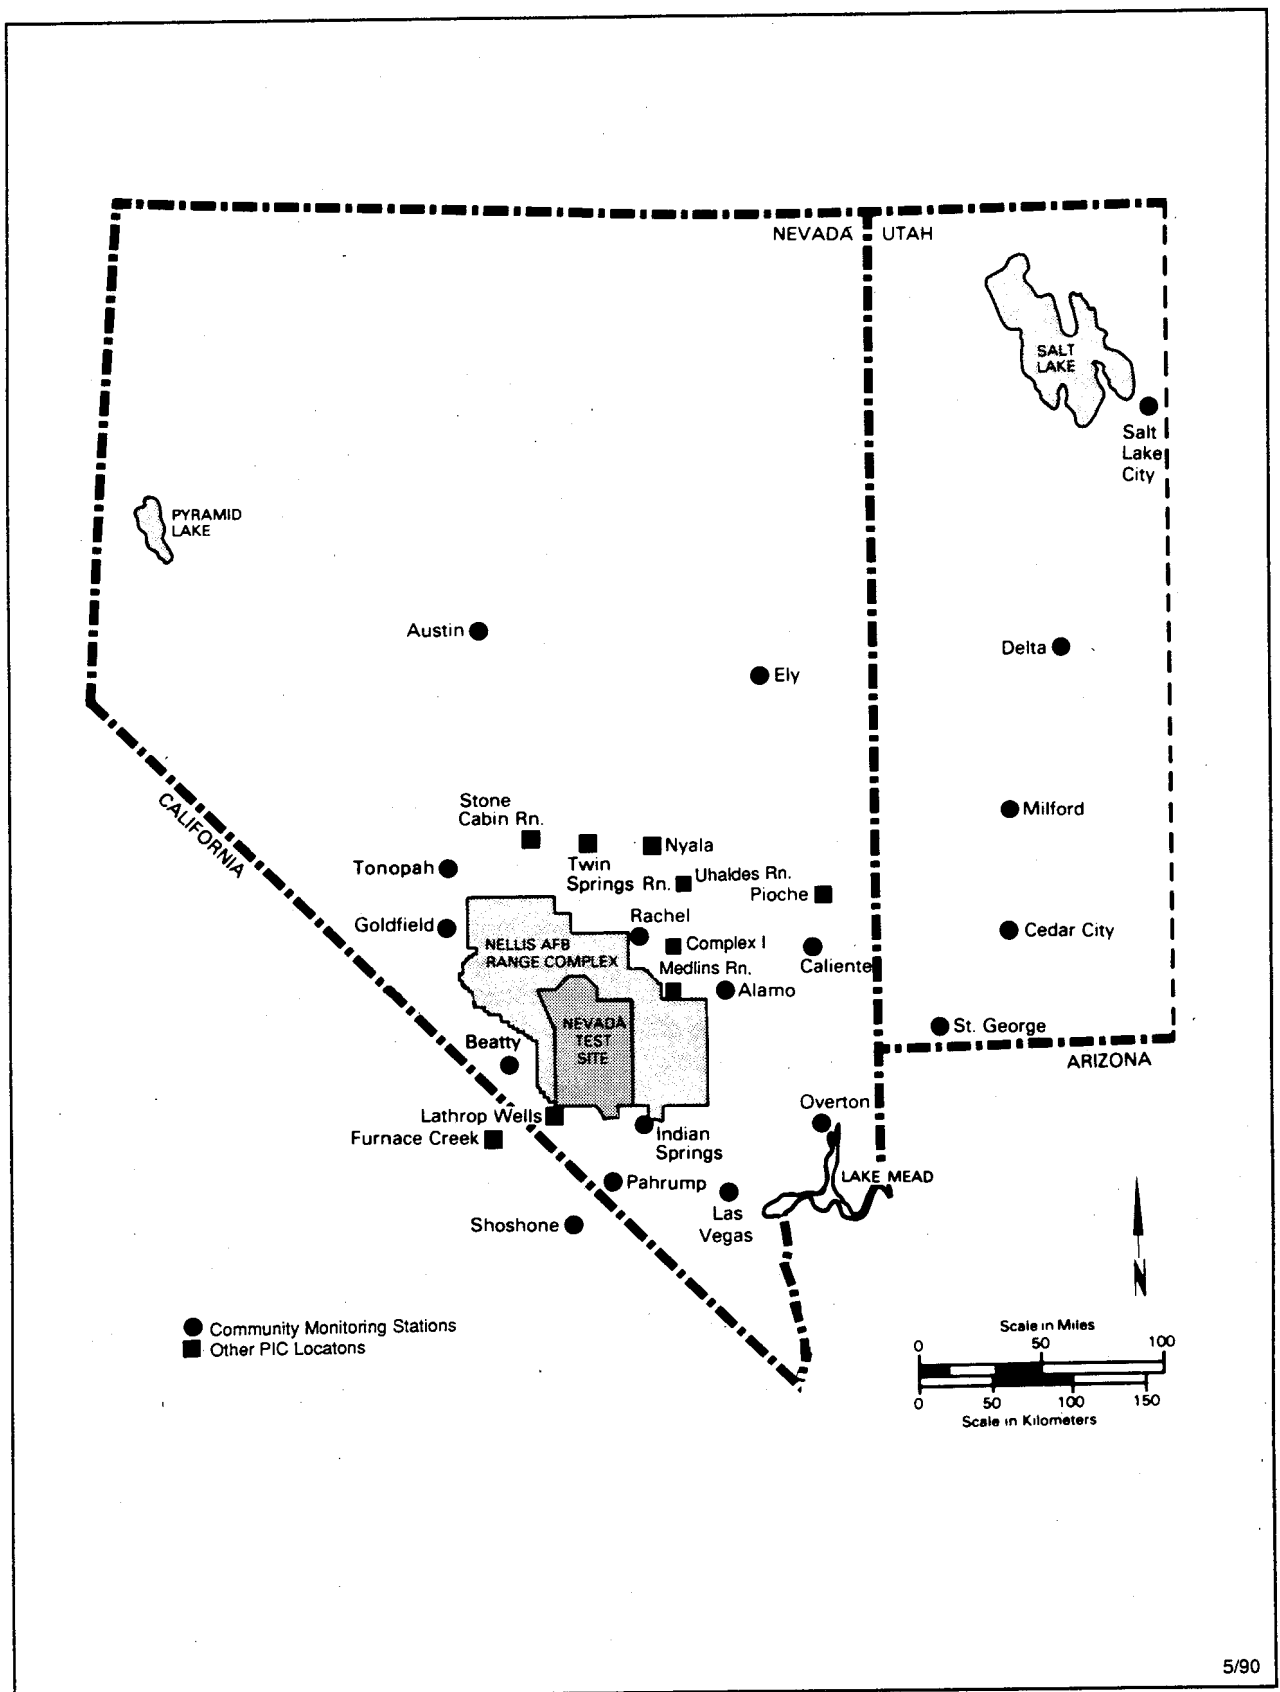 NEVADA
UTAH
SALT
LAKE
Salt
Lake
City
PYRAMID
LAKE
Austin
Ely
Delta
CALIFORNIA
Stone
Cabin Rn.
Milford
Nyala
Tonopah
Twin
Springs Rn.
Uhaldes Rn.
Pioche
Goldfield
Rachel
NELLIS AFB
RANGE COMPLEX
Complex I
Medlins Rn.
Caliente
Cedar City
Alamo
NEVADA
TEST
SITE
St. George
Beatty
ARIZONA
Overton
Lathrop Wells
Furnace Creek
Indian
Springs
LAKE MEAD
Pahrump
Las
Vegas
Shoshone
N
Community Monitoring Stations
Other PIC Locatons
Scale in Miles
0 50 100
0 50 100 150
Scale in Kilometers
5/90